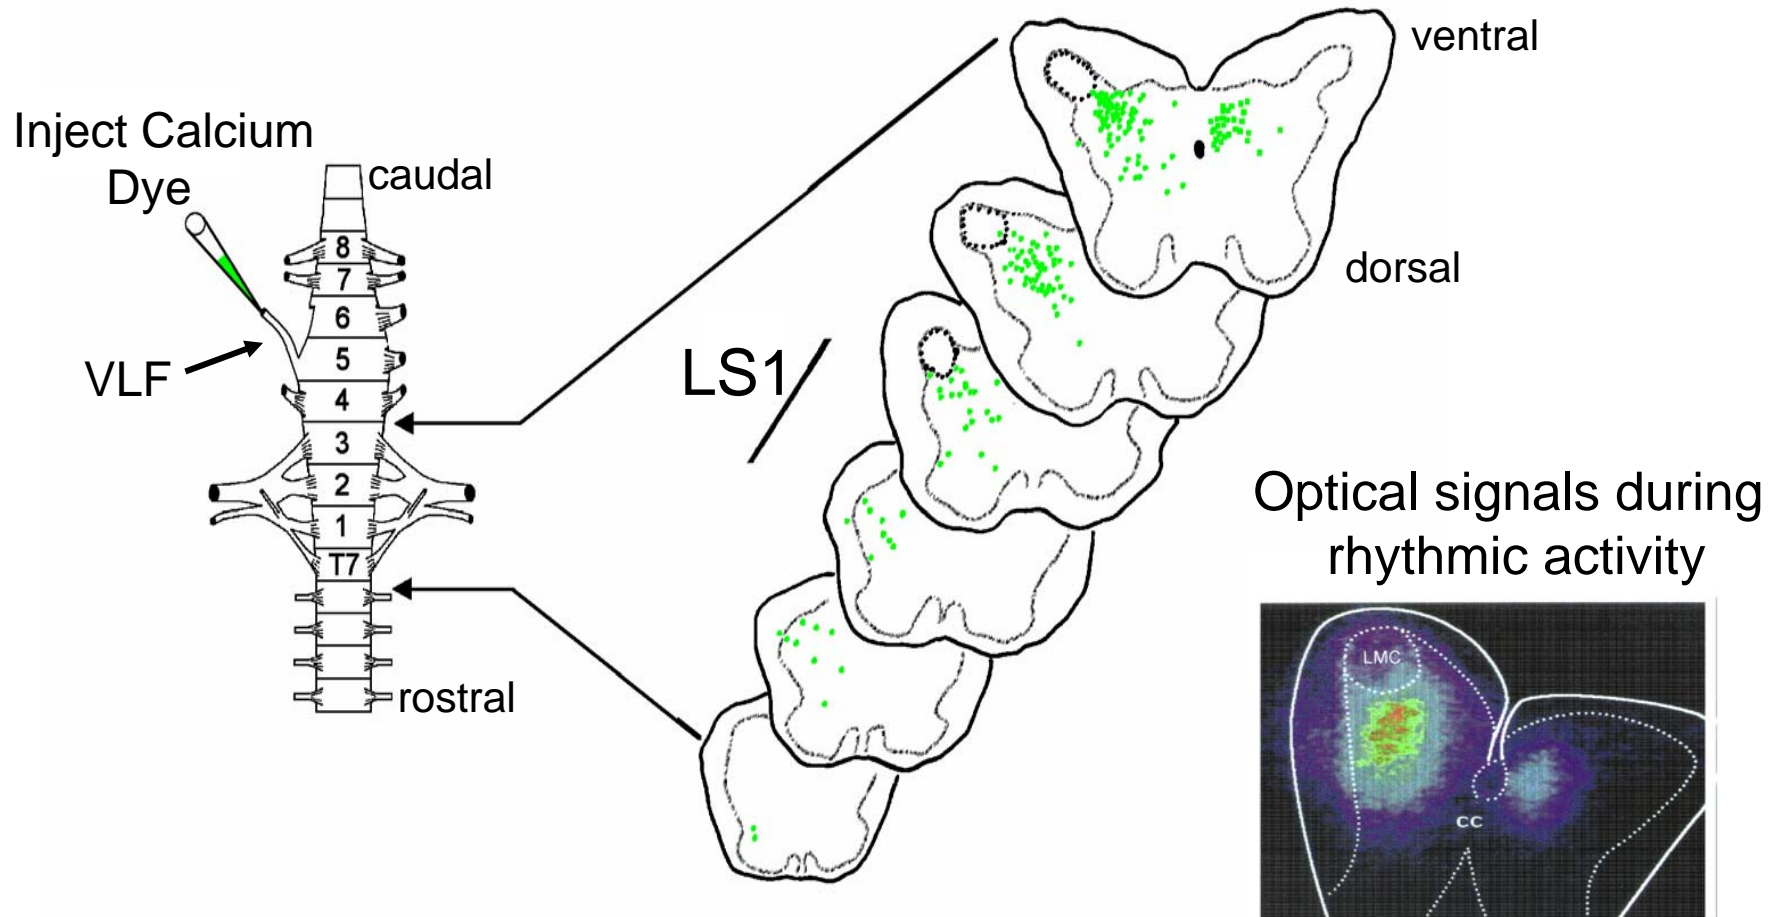 Inject Calcium
Dye
caudal
8
7
6
5
4
3
2
1
T7
rostral
VLF
LS1
ventral
dorsal
Optical signals during
rhythmic activity
LMC
CC